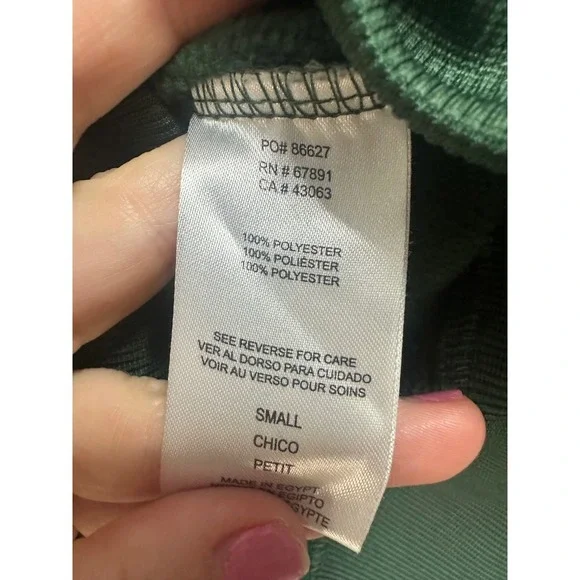 PO# 86627
RN # 67891
CA # 43063
100% POLYESTER
100% POLIÉSTER
100% POLYESTER
SEE REVERSE FOR CARE
VER AL DORSO PARA CUIDADO
VOIR AU VERSO POUR SOINS
SMALL
CHICO
PETIT
MADE IN EGYPT
EGIPTO